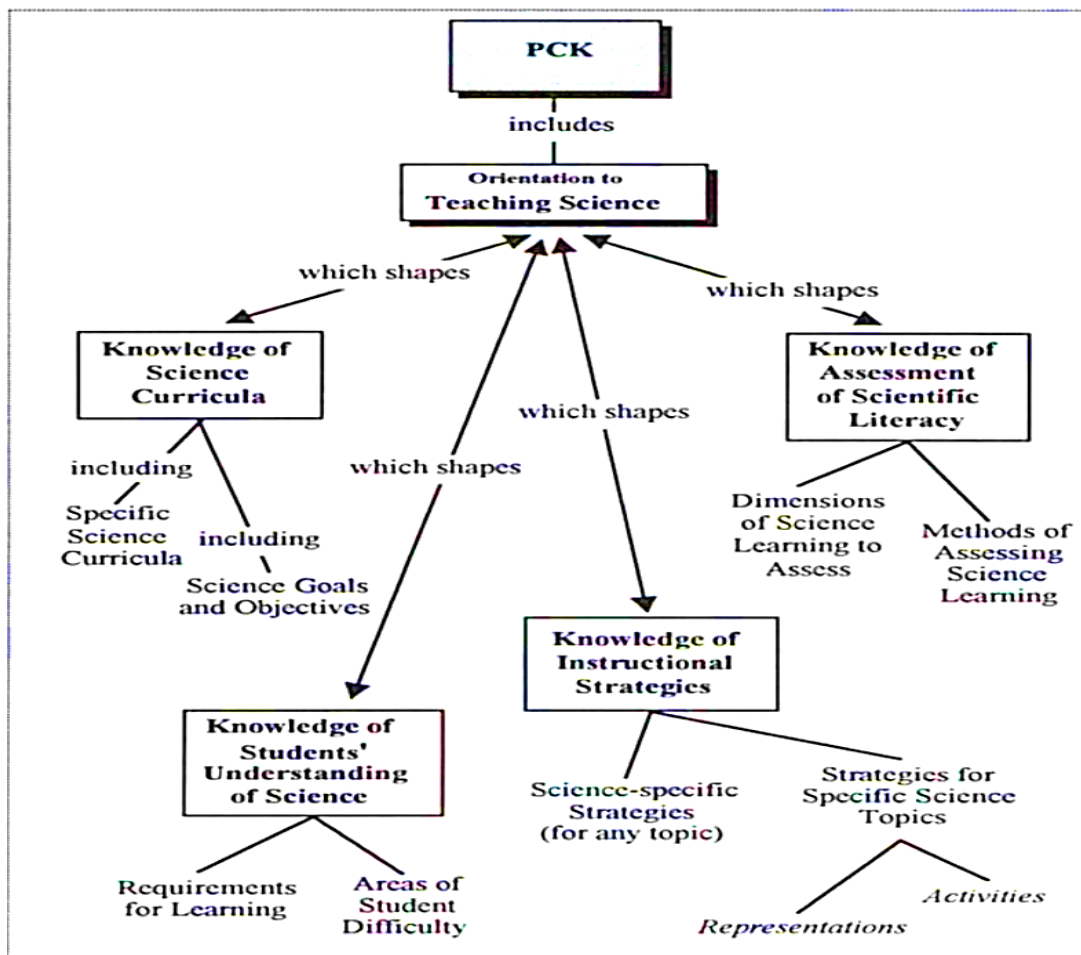 PCK
includes
Orientation to
Teaching Science
which shapes
which shapes
Knowledge of
Science
Curricula
Knowledge of
Assessment
of Scientific
Literacy
which shapes
which shapes
including
Specific
Science
Curricula
including
Science Goals
and Objectives
Dimensions
of Science
Learning to
Assess
Methods of
Assessing
Science
Learning
Knowledge of
Instructional
Strategies
Knowledge of
Students'
Understanding
of Science
Science-specific
Strategies
(for any topic)
Strategies for
Specific Science
Topics
Requirements
for Learning
Areas of
Student
Difficulty
Activities
Representations